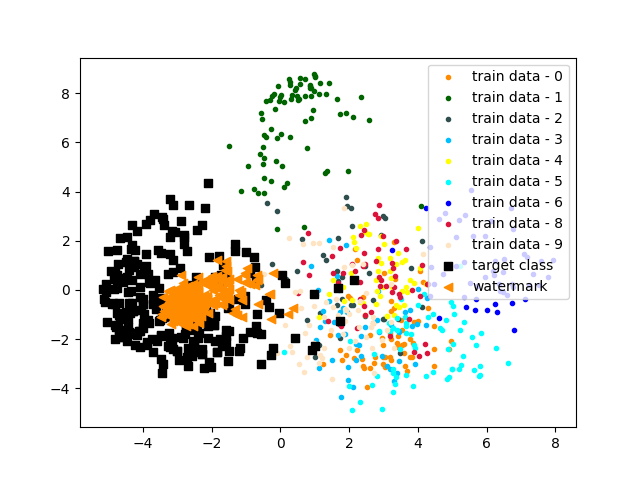 8
6
4
2
0
−2
−4
−4
−2
0
2
4
6
8
train data - 0
train data - 1
train data - 2
train data - 3
train data - 4
train data - 5
train data - 6
train data - 8
train data - 9
target class
watermark